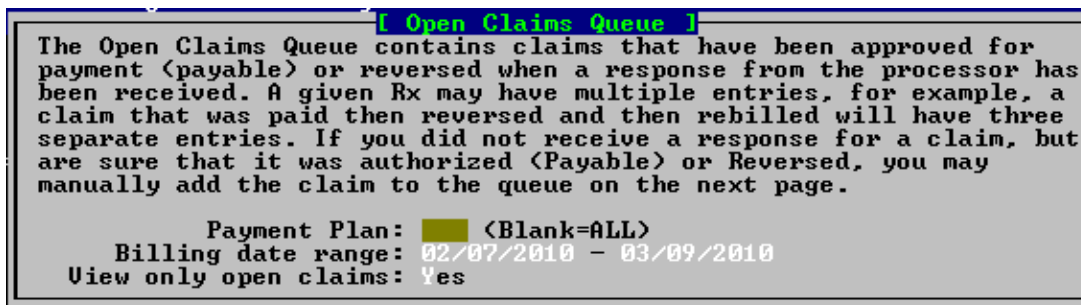 [ Open Claims Queue ]
The Open Claims Queue contains claims that have been approved for
payment (payable) or reversed when a response from the processor has
been received. A given Rx may have multiple entries, for example, a
claim that was paid then reversed and then rebilled will have three
separate entries. If you did not receive a response for a claim, but
are sure that it was authorized (Payable) or Reversed, you may
manually add the claim to the queue on the next page.
Payment Plan: (Blank=ALL)
Billing date range: 02/07/2010 - 03/09/2010
View only open claims: Yes